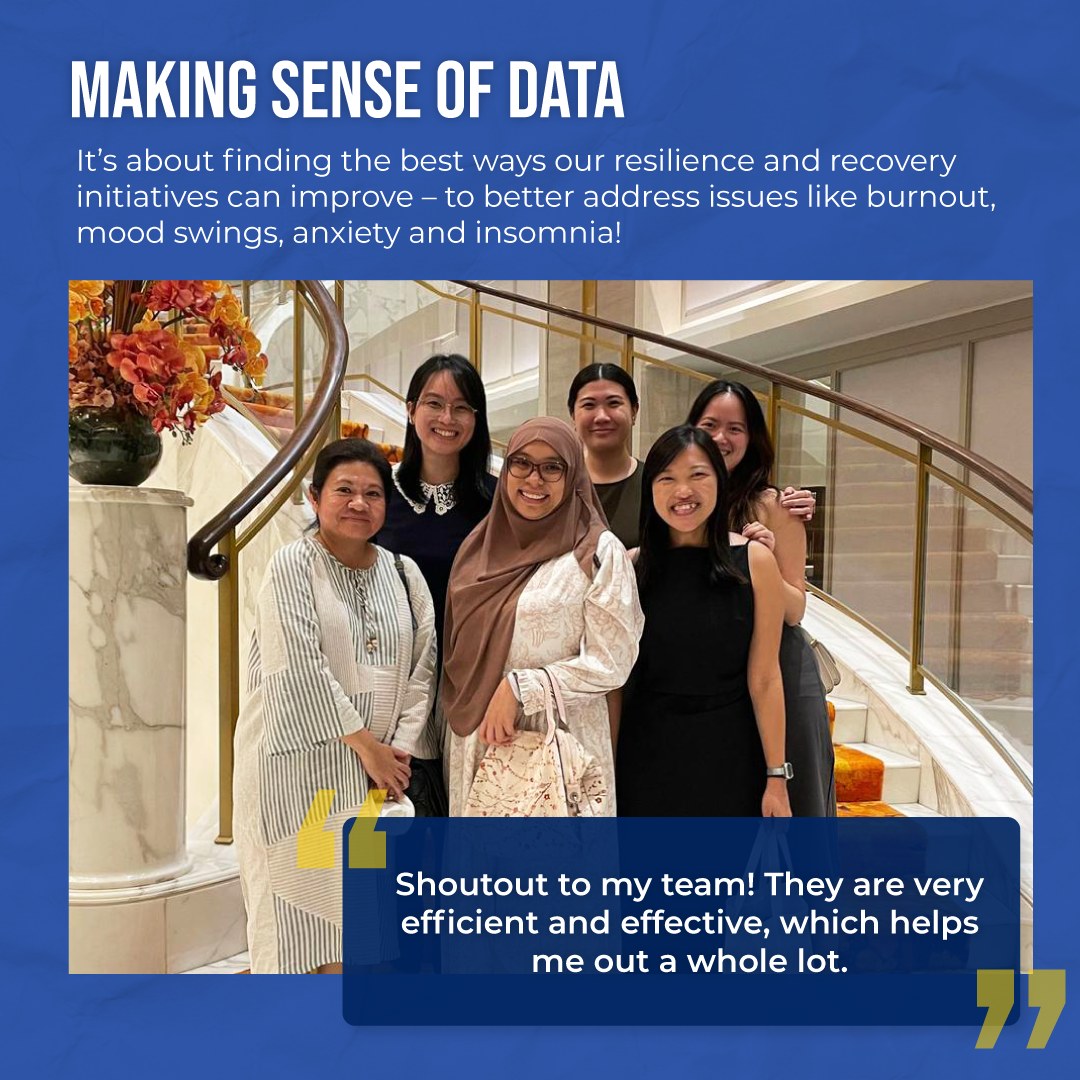 MAKING SENSE OF DATA
It’s about finding the best ways our resilience and recovery
initiatives can improve – to better address issues like burnout,
mood swings, anxiety and insomnia!
“
Shoutout to my team! They are very
efficient and effective, which helps
me out a whole lot.
”